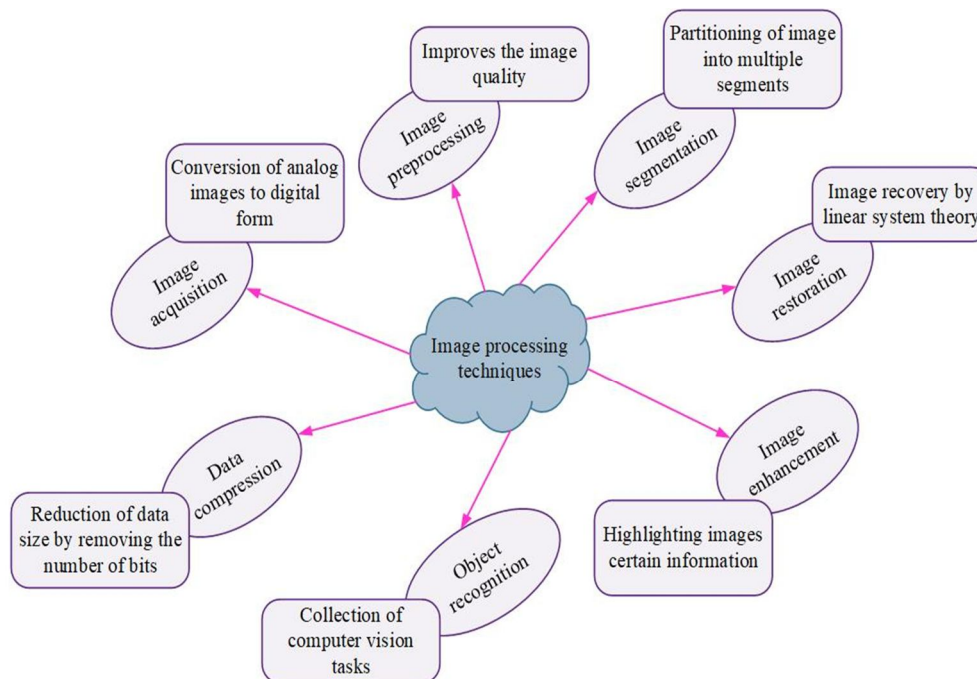 Improves the image
quality
Image
preprocessing
Partitioning of image
into multiple
segments
Image
segmentation
Conversion of analog
images to digital
form
Image
acquisition
Image recovery by
linear system theory
Image
restoration
Image processing
techniques
Data
compression
Reduction of data
size by removing the
number of bits
Image
enhancement
Highlighting images
certain information
Object
recognition
Collection of
computer vision
tasks